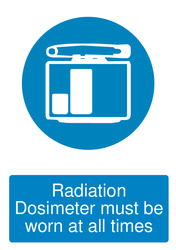 Radiation
Dosimeter must be
worn at all times